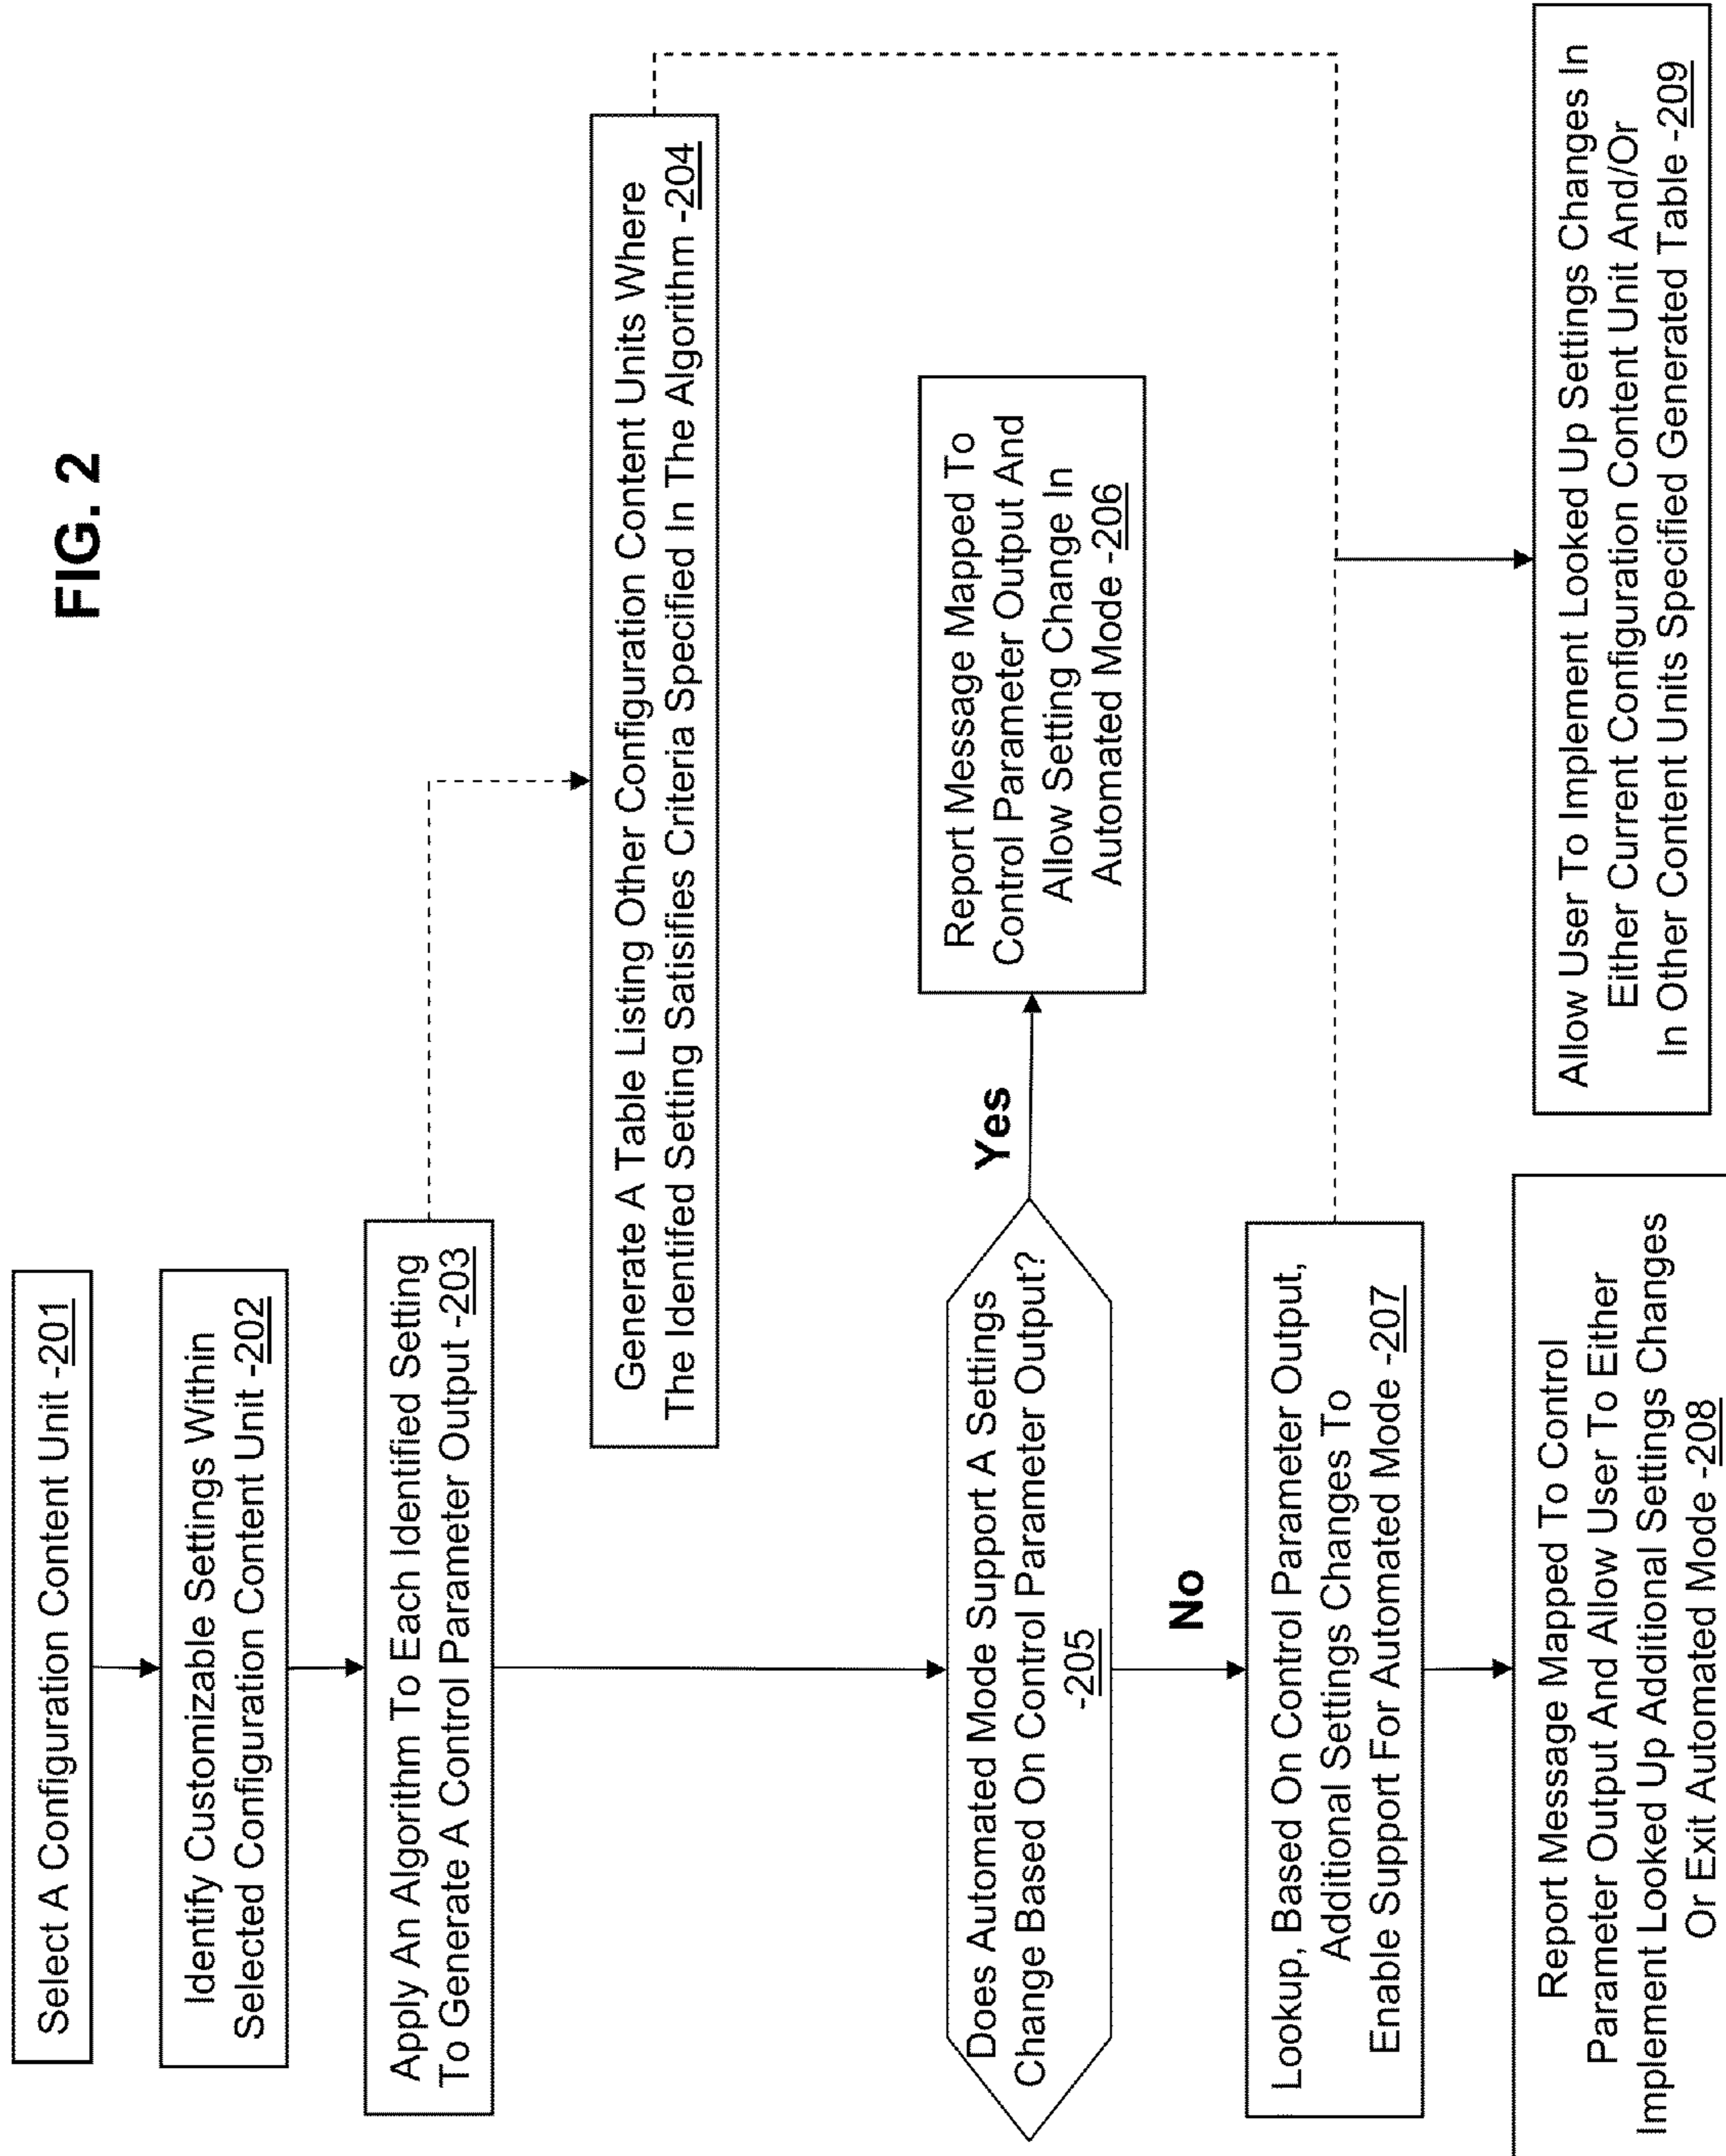 FIG. 2
Select A Configuration Content Unit -201
Identify Customizable Settings Within
Selected Configuration Content Unit -202
Apply An Algorithm To Each Identified Setting
To Generate A Control Parameter Output -203
Generate A Table Listing Other Configuration Content Units Where
The Identifed Setting Satisifies Criteria Specified In The Algorithm -204
Does Automated Mode Support A Settings
Change Based On Control Parameter Output?
-205
Yes
Report Message Mapped To
Control Parameter Output And
Allow Setting Change In
Automated Mode -206
No
Lookup, Based On Control Parameter Output,
Additional Settings Changes To
Enable Support For Automated Mode -207
Report Message Mapped To Control
Parameter Output And Allow User To Either
Implement Looked Up Additional Settings Changes
Or Exit Automated Mode -208
Allow User To Implement Looked Up Settings Changes In
Either Current Configuration Content Unit And/Or
In Other Content Units Specified Generated Table -209